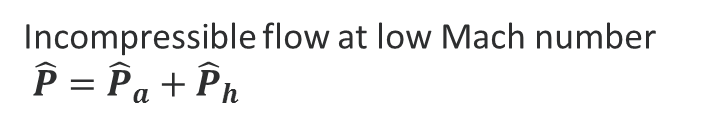 Incompressible flow at low Mach number
P̂ = P̂ₐ + P̂ₕ